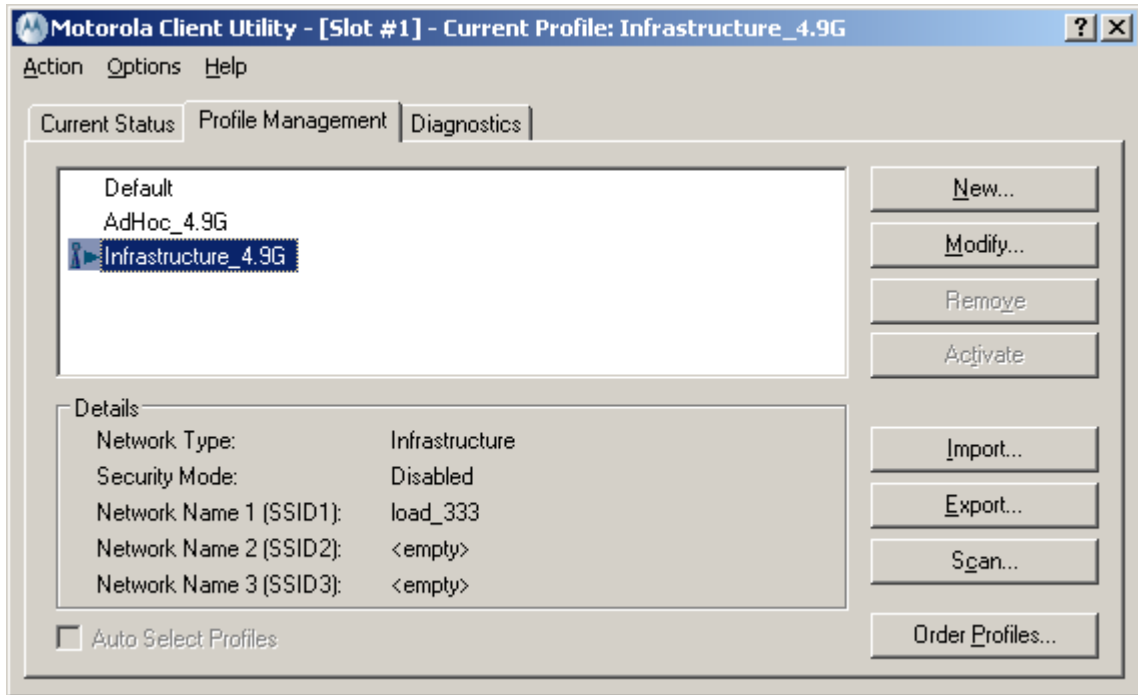 Motorola Client Utility - [Slot #1] - Current Profile: Infrastructure_4.9G
Action Options Help
Current Status Profile Management Diagnostics
Default
AdHoc_4.9G
Infrastructure_4.9G
New...
Modify...
Remove
Activate
Details
Network Type: Infrastructure
Security Mode: Disabled
Network Name 1 (SSID1): load_333
Network Name 2 (SSID2): <empty>
Network Name 3 (SSID3): <empty>
Import...
Export...
Scan...
Auto Select Profiles
Order Profiles...